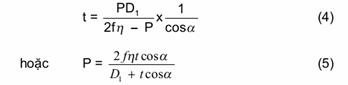 t = PD₁ / (2fη − P) x 1 / cosα (4)
hoặc P = 2fηt cosα / (D₁ + t cosα) (5)